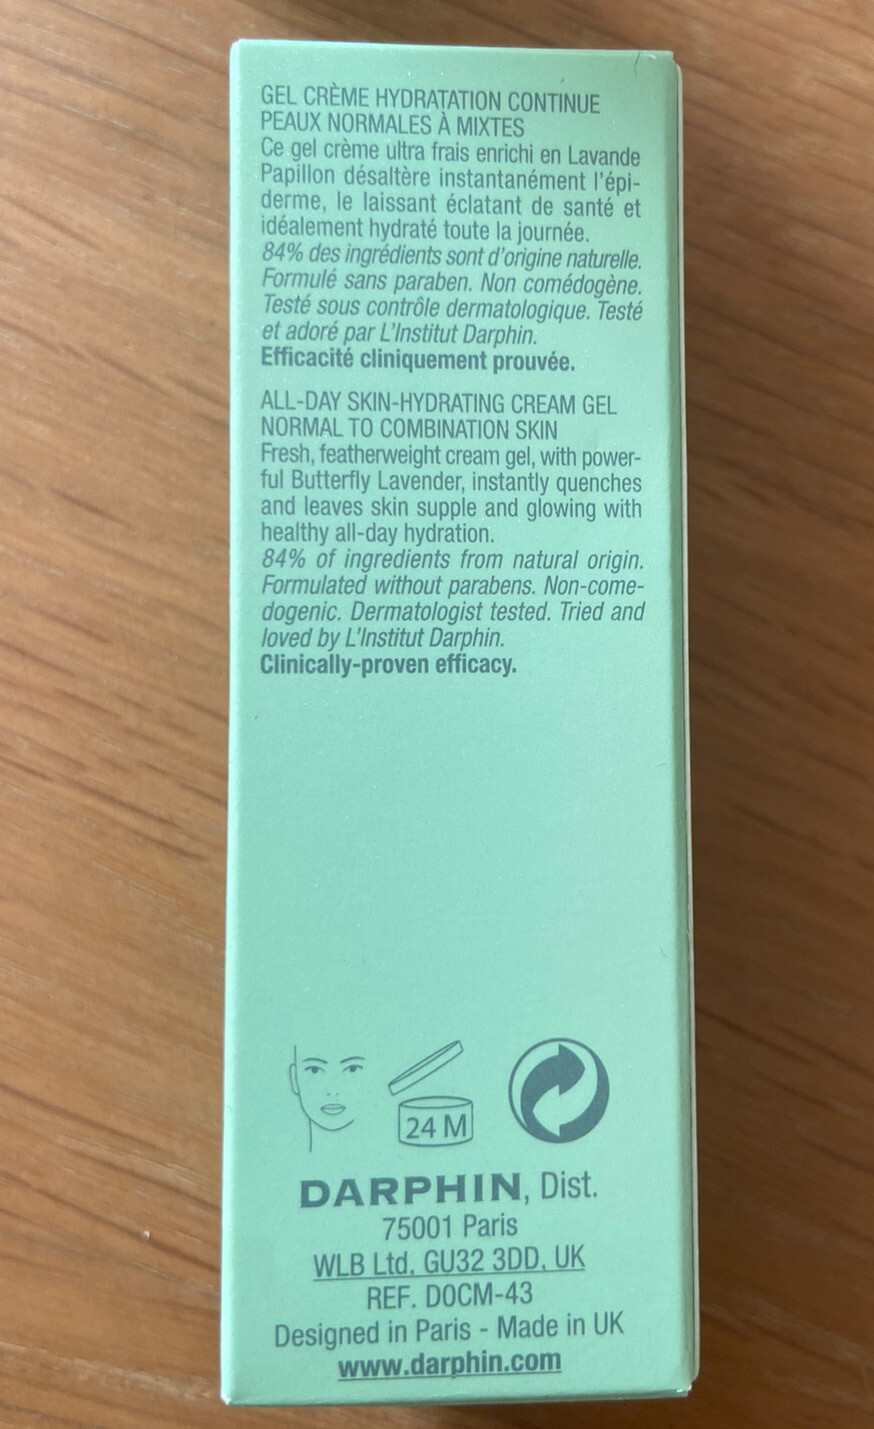 GEL CRÈME HYDRATATION CONTINUE
PEAUX NORMALES À MIXTES
Ce gel crème ultra frais enrichi en Lavande
Papillon désaltère instantanément l'épi-
derme, le laissant éclatant de santé et
idéalement hydraté toute la journée.
84% des ingrédients sont d'origine naturelle.
Formulé sans paraben. Non comédogène.
Testé sous contrôle dermatologique. Testé
et adoré par L'Institut Darphin.
Efficacité cliniquement prouvée.
ALL-DAY SKIN-HYDRATING CREAM GEL
NORMAL TO COMBINATION SKIN
Fresh, featherweight cream gel, with power-
ful Butterfly Lavender, instantly quenches
and leaves skin supple and glowing with
healthy all-day hydration.
84% of ingredients from natural origin.
Formulated without parabens. Non-come-
dogenic. Dermatologist tested. Tried and
loved by L'Institut Darphin.
Clinically-proven efficacy.
24 M
DARPHIN, Dist.
75001 Paris
WLB Ltd, GU32 3DD, UK
REF. D0CM-43
Designed in Paris - Made in UK
www.darphin.com